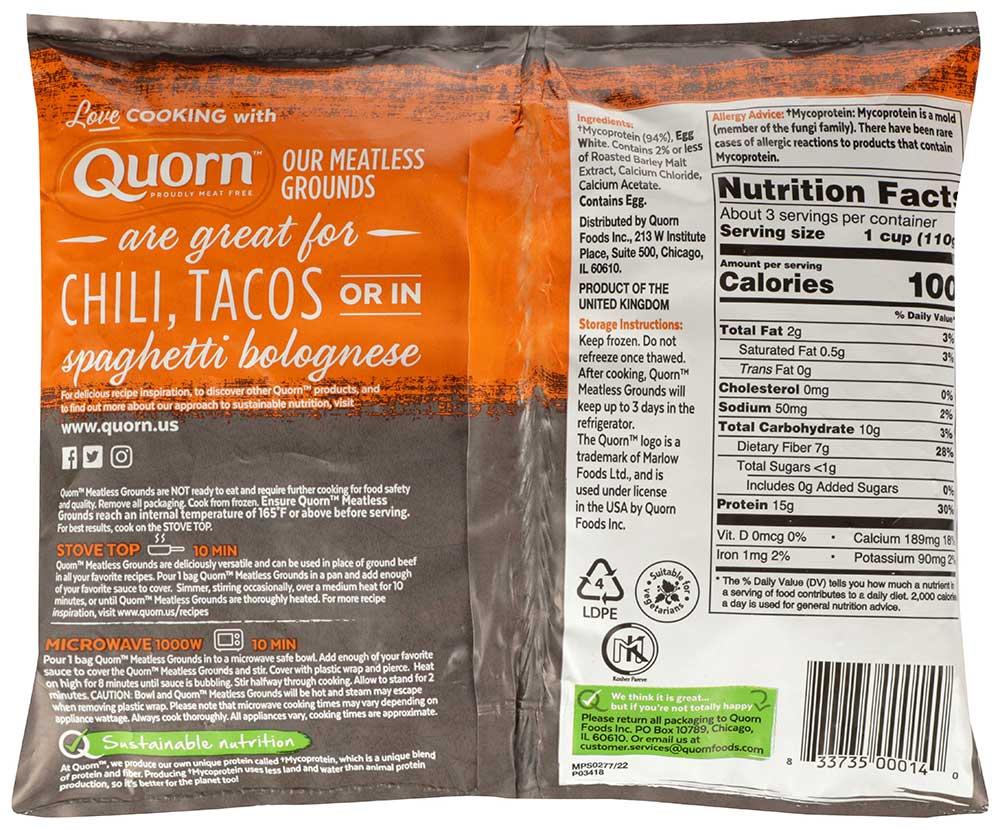 Love COOKING with
Quorn™
PROUDLY MEAT FREE
OUR MEATLESS
GROUNDS
are great for
CHILI, TACOS OR IN
spaghetti bolognese
For delicious recipe inspiration, to discover other Quorn™ products, and
to find out more about our approach to sustainable nutrition, visit
www.quorn.us
Quorn™ Meatless Grounds are NOT ready to eat and require further cooking for food safety
and quality. Remove all packaging. Cook from frozen. Ensure Quorn™ Meatless
Grounds reach an internal temperature of 165°F or above before serving.
For best results, cook on the STOVE TOP.
STOVE TOP 10 MIN
Quorn™ Meatless Grounds are deliciously versatile and can be used in place of ground beef
in all your favorite recipes. Pour 1 bag Quorn™ Meatless Grounds in a pan and add enough
of your favorite sauce to cover. Simmer, stirring occasionally, over a medium heat for 10
minutes, or until Quorn™ Meatless Grounds are thoroughly heated. For more recipe
inspiration, visit www.quorn.us/recipes
MICROWAVE 1000W 10 MIN
Pour 1 bag Quorn™ Meatless Grounds in to a microwave safe bowl. Add enough of your favorite
sauce to cover the Quorn™ Meatless Grounds and stir. Cover with plastic wrap and pierce. Heat
on high for 8 minutes until sauce is bubbling. Stir halfway through cooking. Allow to stand for 2
minutes. CAUTION: Bowl and Quorn™ Meatless Grounds will be hot and steam may escape
when removing plastic wrap. Please note that microwave cooking times may vary depending on
appliance wattage. Always cook thoroughly. All appliances vary, cooking times are approximate.
Sustainable nutrition
At Quorn™, we produce our own unique protein called †Mycoprotein, which is a unique blend
of protein and fiber. Producing †Mycoprotein uses less land and water than animal protein
production, so it's better for the planet too!
Ingredients:
†Mycoprotein (94%), Egg
White. Contains 2% or less
of Roasted Barley Malt
Extract, Calcium Chloride,
Calcium Acetate.
Contains Egg.
Distributed by Quorn
Foods Inc., 213 W Institute
Place, Suite 500, Chicago,
IL 60610.
PRODUCT OF THE
UNITED KINGDOM
Storage Instructions:
Keep frozen. Do not
refreeze once thawed.
After cooking, Quorn™
Meatless Grounds will
keep up to 3 days in the
refrigerator.
The Quorn™ logo is a
trademark of Marlow
Foods Ltd., and is
used under license
in the USA by Quorn
Foods Inc.
4
LDPE
Suitable for
vegetarians
Kosher Pareve
We think it is great...
but if you're not totally happy
Please return all packaging to Quorn
Foods Inc. PO Box 10789, Chicago,
IL 60610. Or email us at
customer.services@quornfoods.com
MPS0277/22
P03418
Allergy Advice: †Mycoprotein: Mycoprotein is a mold
(member of the fungi family). There have been rare
cases of allergic reactions to products that contain
Mycoprotein.
Nutrition Facts
About 3 servings per container
Serving size 1 cup (110g
Amount per serving
Calories 100
% Daily Value*
Total Fat 2g 3%
Saturated Fat 0.5g 3%
Trans Fat 0g
Cholesterol 0mg 0%
Sodium 50mg 2%
Total Carbohydrate 10g 3%
Dietary Fiber 7g 28%
Total Sugars <1g
Includes 0g Added Sugars 0%
Protein 15g 30%
Vit. D 0mcg 0% • Calcium 189mg 18%
Iron 1mg 2% • Potassium 90mg 2%
* The % Daily Value (DV) tells you how much a nutrient in
a serving of food contributes to a daily diet. 2,000 calories
a day is used for general nutrition advice.
8 33735 00014 0